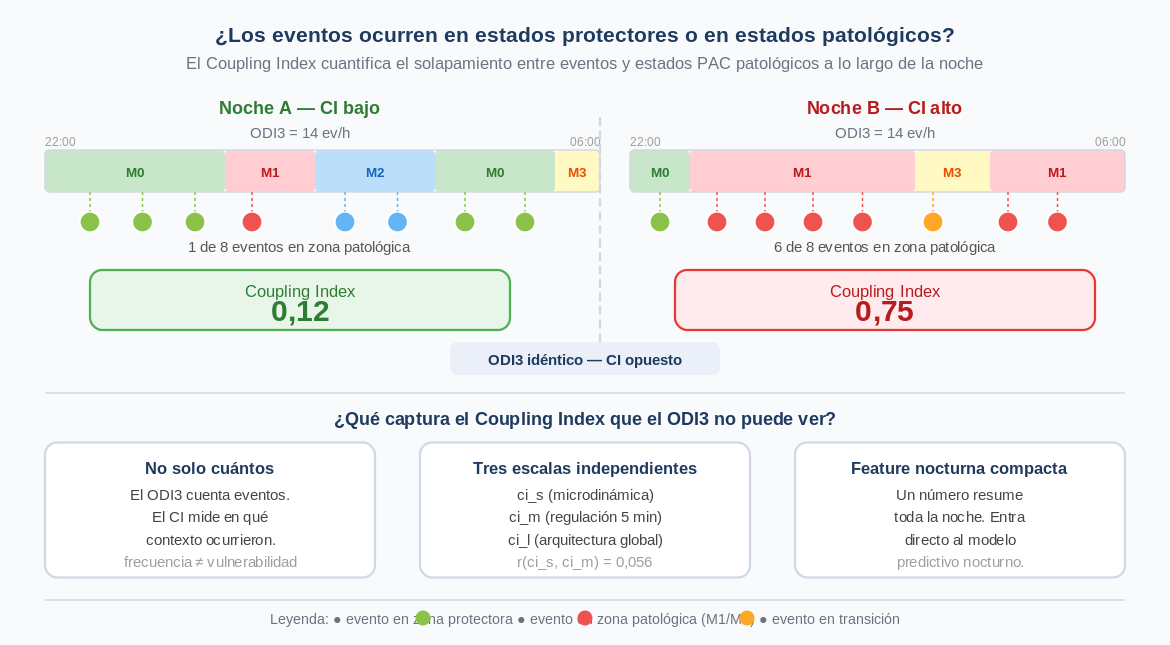 ¿Los eventos ocurren en estados protectores o en estados patológicos?
El Coupling Index cuantifica el solapamiento entre eventos y estados PAC patológicos a lo largo de la noche
Noche A — CI bajo
ODI3 = 14 ev/h
22:00
06:00
M0
M1
M2
M0
M3
1 de 8 eventos en zona patológica
Coupling Index
0,12
Noche B — CI alto
ODI3 = 14 ev/h
22:00
06:00
M0
M1
M3
M1
6 de 8 eventos en zona patológica
Coupling Index
0,75
ODI3 idéntico — CI opuesto
¿Qué captura el Coupling Index que el ODI3 no puede ver?
No solo cuántos
El ODI3 cuenta eventos.
El CI mide en qué
contexto ocurrieron.
frecuencia ≠ vulnerabilidad
Tres escalas independientes
ci_s (microdinámica)
ci_m (regulación 5 min)
ci_l (arquitectura global)
r(ci_s, ci_m) = 0,056
Feature nocturna compacta
Un número resume
toda la noche. Entra
directo al modelo
predictivo nocturno.
Leyenda: ● evento en zona protectora ● evento zona patológica (M1/M ● evento en transición